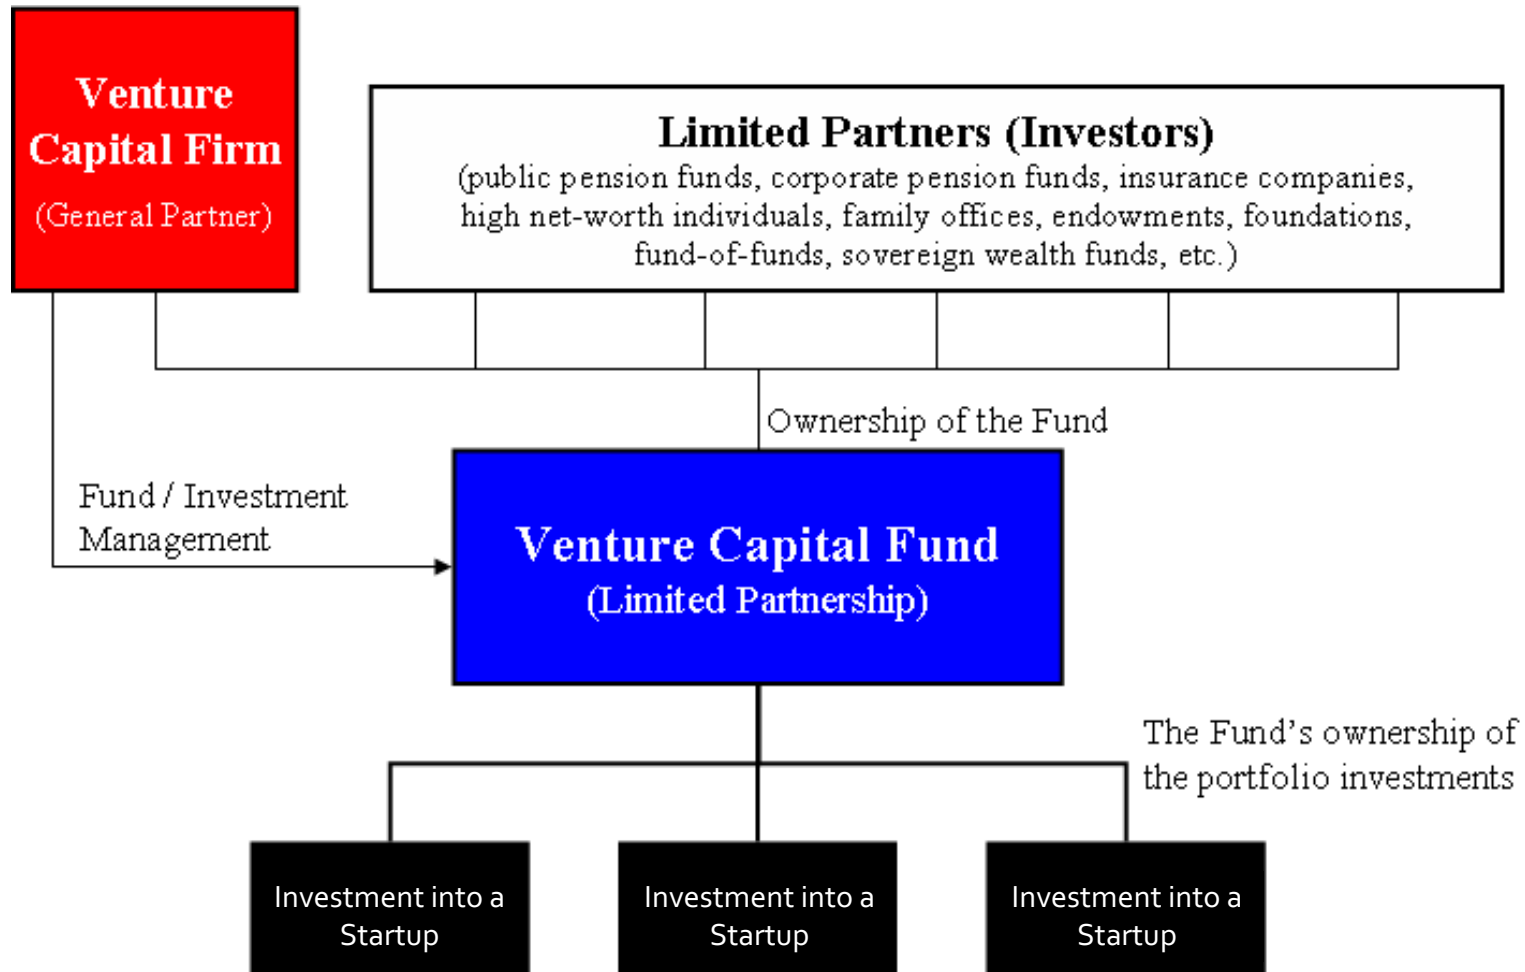 Venture
Capital Firm
(General Partner)
Limited Partners (Investors)
(public pension funds, corporate pension funds, insurance companies,
high net-worth individuals, family offices, endowments, foundations,
fund-of-funds, sovereign wealth funds, etc.)
Ownership of the Fund
Fund / Investment
Management
Venture Capital Fund
(Limited Partnership)
The Fund’s ownership of
the portfolio investments
Investment into a
Startup
Investment into a
Startup
Investment into a
Startup